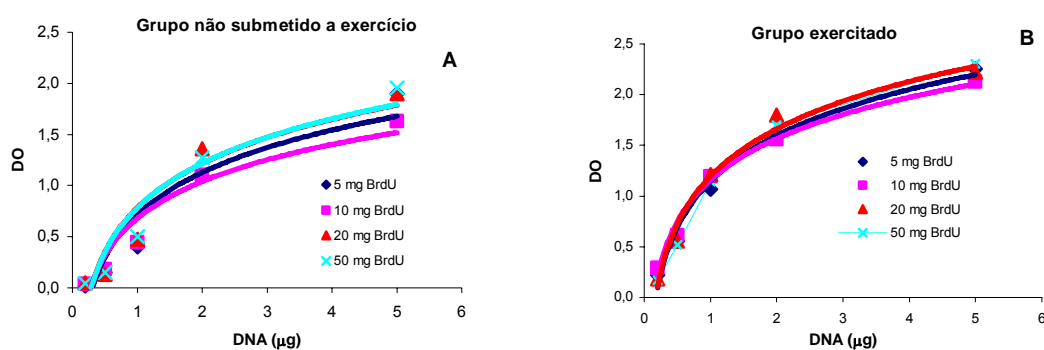 Grupo não submetido a exercício
A
2,5
2,0
1,5
1,0
0,5
0,0
DO
0 1 2 3 4 5 6
DNA (µg)
5 mg BrdU
10 mg BrdU
20 mg BrdU
50 mg BrdU
Grupo exercitado
B
2,5
2,0
1,5
1,0
0,5
0,0
DO
0 1 2 3 4 5 6
DNA (µg)
5 mg BrdU
10 mg BrdU
20 mg BrdU
50 mg BrdU